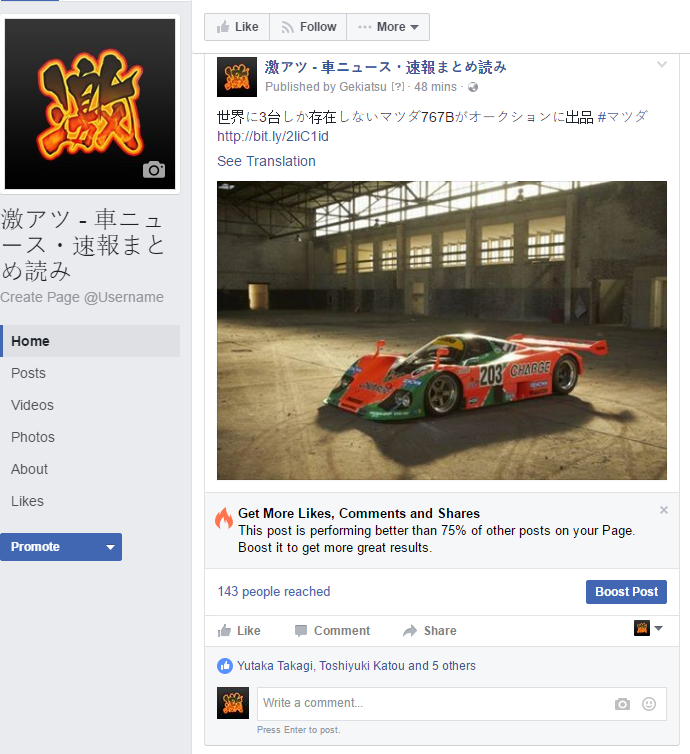 Like
Follow
More
激
激アツ - 車ニュース・速報まとめ読み
Create Page @Username
Home
Posts
Videos
Photos
About
Likes
Promote
激アツ - 車ニュース・速報まとめ読み
Published by Gekiatsu [?] · 48 mins ·
世界に3台しか存在しないマツダ767Bがオークションに出品 #マツダ
See Translation
203
CHARGE
Get More Likes, Comments and Shares
This post is performing better than 75% of other posts on your Page.
Boost it to get more great results.
143 people reached
Boost Post
Like
Comment
Share
Yutaka Takagi, Toshiyuki Katou and 5 others
Write a comment...
Press Enter to post.